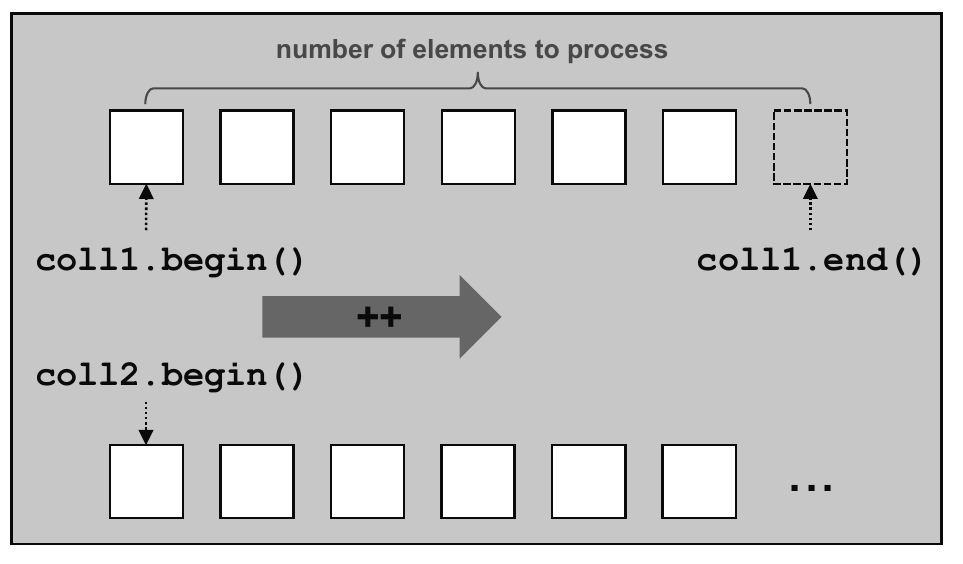 number of elements to process
coll1.begin()
coll1.end()
++
coll2.begin()
...